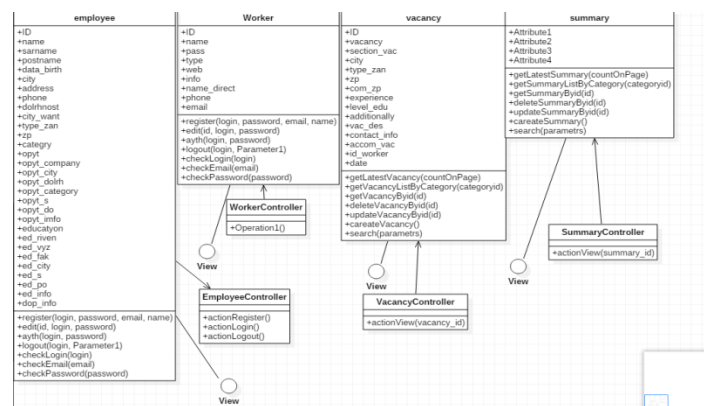 employee
+ID
+name
+sarname
+postname
+data_birth
+city
+address
+phone
+dolrhnost
+city_want
+type_zan
+zp
+categry
+opyt
+opyt_company
+opyt_city
+opyt_dolrh
+opyt_category
+opyt_s
+opyt_do
+opyt_imfo
+educatyon
+ed_riven
+ed_vyz
+ed_fak
+ed_city
+ed_s
+ed_po
+ed_info
+dop_info
+register(login, password, email, name)
+edit(id, login, password)
+ayth(login, password)
+logout(login, Parameter1)
+checkLogin(login)
+checkEmail(email)
+checkPassword(password)
Worker
+ID
+name
+pass
+type
+web
+info
+name_direct
+phone
+email
+register(login, password, email, name)
+edit(id, login, password)
+ayth(login, password)
+logout(login, Parameter1)
+checkLogin(login)
+checkEmail(email)
+checkPassword(password)
WorkerController
+Operation1()
View
EmployeeController
+actionRegister()
+actionLogin()
+actionLogout()
View
vacancy
+ID
+vacancy
+section_vac
+city
+type_zan
+zp
+com_zp
+experience
+level_edu
+additionally
+vac_des
+contact_info
+accom_vac
+id_worker
+date
+getLatestVacancy(countOnPage)
+getVacancyListByCategory(categoryid)
+getVacancyByid(id)
+deleteVacancyByid(id)
+updateVacancyByid(id)
+careateVacancy()
+search(parametrs)
View
VacancyController
+actionView(vacancy_id)
summary
+Attribute1
+Attribute2
+Attribute3
+Attribute4
+getLatestSummary(countOnPage)
+getSummaryListByCategory(categoryid)
+getSummaryByid(id)
+deleteSummaryByid(id)
+updateSummaryByid(id)
+careateSummary()
+search(parametrs)
SummaryController
+actionView(summary_id)
View